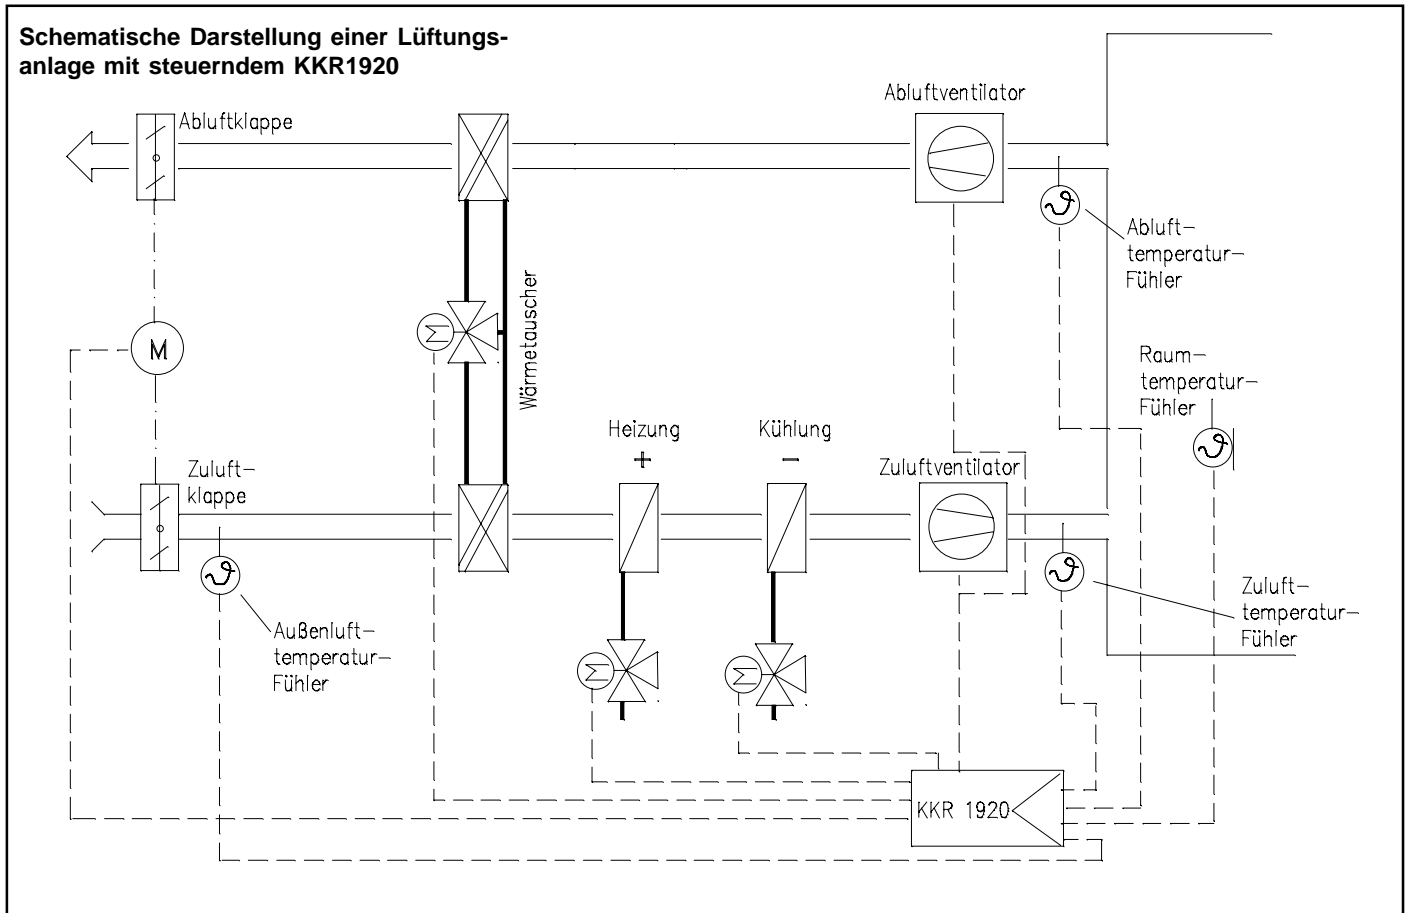 Schematische Darstellung einer Lüftungs-
anlage mit steuerndem KKR1920
Abluftventilator
Abluftklappe
Abluft-
temperatur-
Fühler
Wärmetauscher
M
M
Raum-
temperatur-
Fühler
Heizung
+
Kühlung
-
Zuluftventilator
Zuluft-
klappe
Außenluft-
temperatur-
Fühler
Zuluft-
temperatur-
Fühler
M
M
KKR 1920